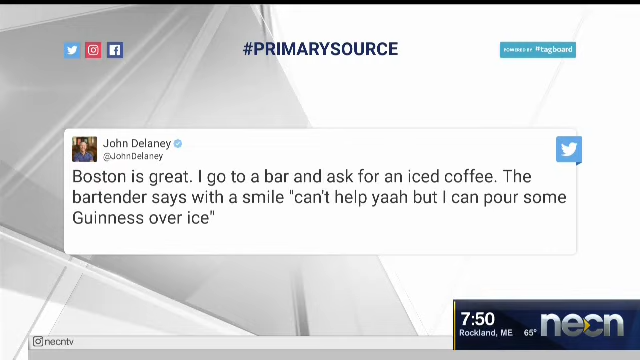 #PRIMARYSOURCE
POWERED BY #tagboard
John Delaney
@JohnDelaney
Boston is great. I go to a bar and ask for an iced coffee. The
bartender says with a smile "can't help yaah but I can pour some
Guinness over ice"
7:50
Rockland, ME 65°
necn
necntv